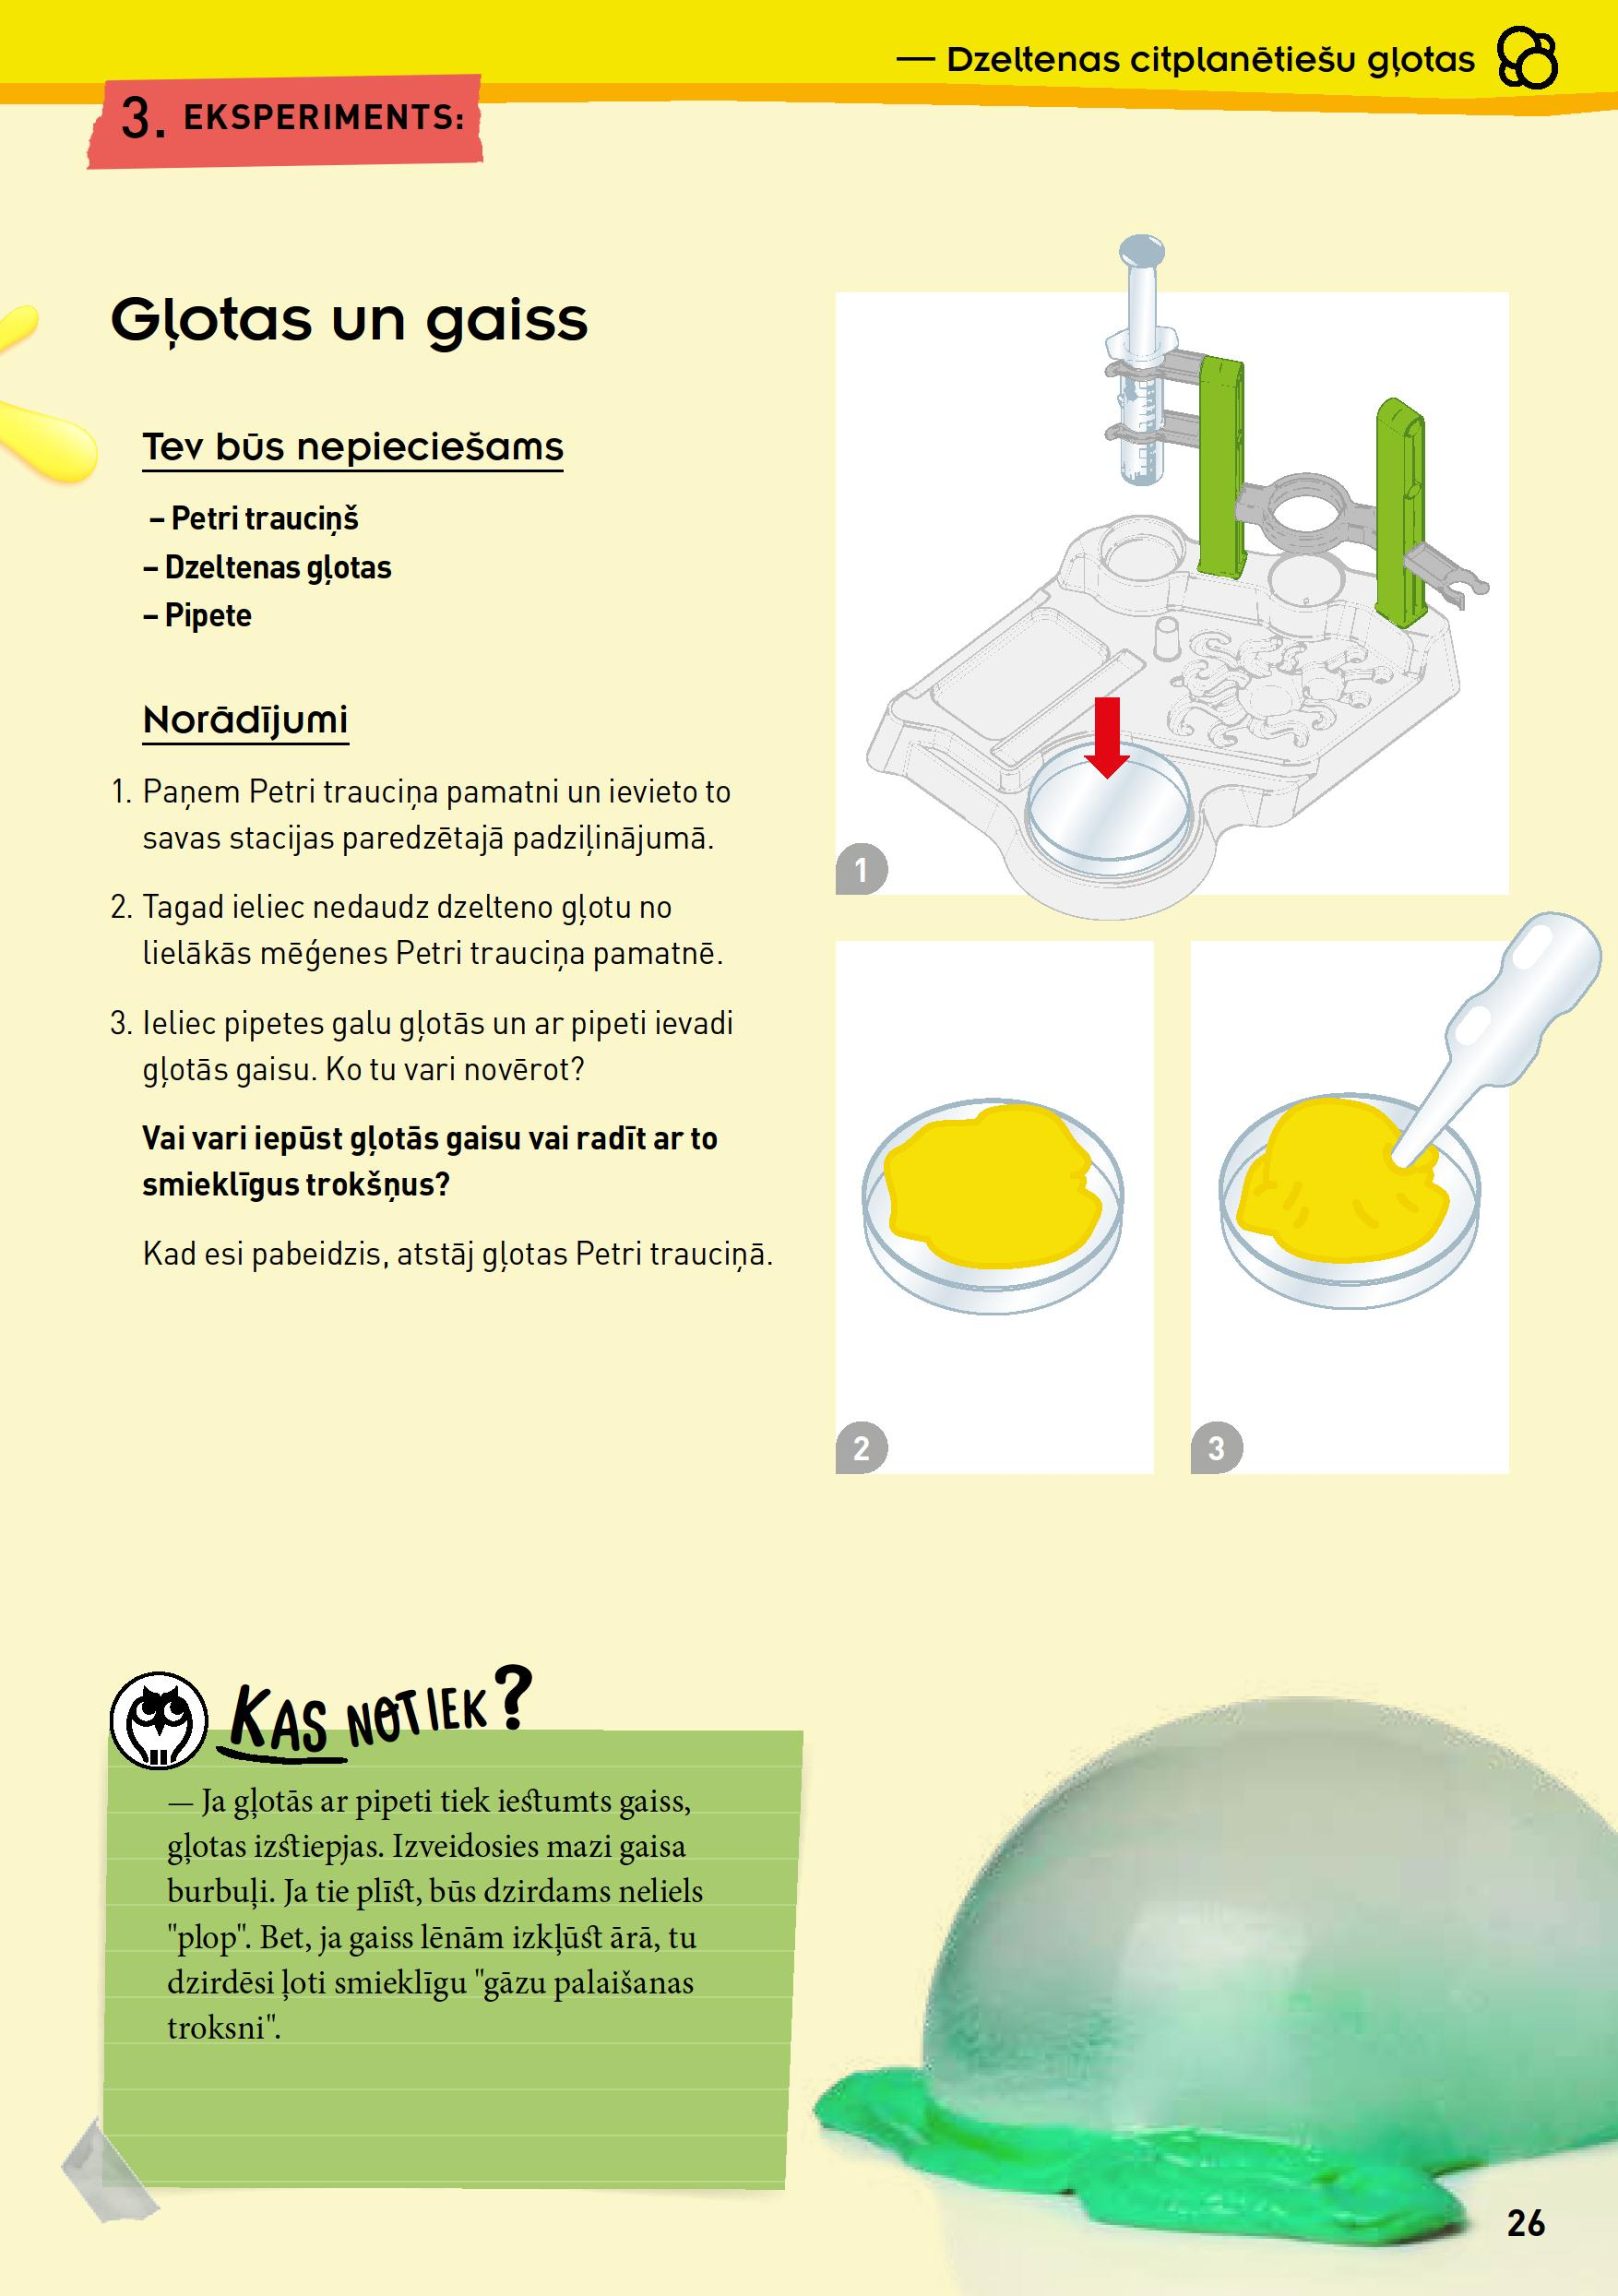 — Dzeltenas citplanētiešu gļotas
3. EKSPERIMENTS:
Gļotas un gaiss
Tev būs nepieciešams
– Petri trauciņš
– Dzeltenas gļotas
– Pipete
Norādījumi
1. Paņem Petri trauciņa pamatni un ievieto to
savas stacijas paredzētajā padziļinājumā.
2. Tagad ieliec nedaudz dzelteno gļotu no
lielākās mēģenes Petri trauciņa pamatnē.
3. Ieliec pipetes galu gļotās un ar pipeti ievadi
gļotās gaisu. Ko tu vari novērot?
Vai vari iepūst gļotās gaisu vai radīt ar to
smieklīgus trokšņus?
Kad esi pabeidzis, atstāj gļotas Petri trauciņā.
1
2
3
KAS NOTIEK?
— Ja gļotās ar pipeti tiek iestumts gaiss,
gļotas izstiepjas. Izveidosies mazi gaisa
burbuļi. Ja tie plīst, būs dzirdams neliels
"plop". Bet, ja gaiss lēnām izkļūst ārā, tu
dzirdēsi ļoti smieklīgu "gāzu palaišanas
troksni".
26